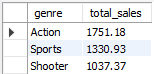 genre total_sales
Action 1751.18
Sports 1330.93
Shooter 1037.37